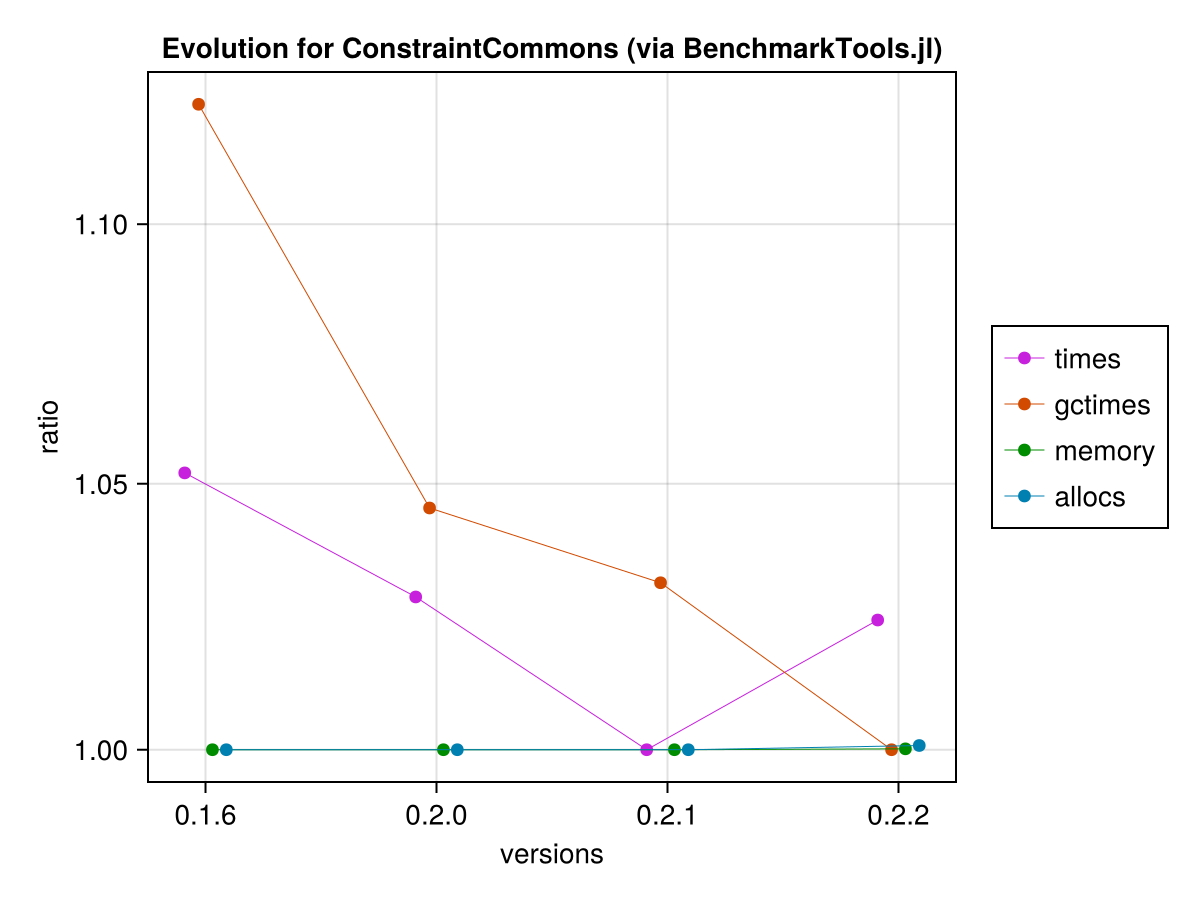 Evolution for ConstraintCommons (via BenchmarkTools.jl)
1.10
1.05
1.00
ratio
0.1.6 0.2.0 0.2.1 0.2.2
versions
times
gctimes
memory
allocs